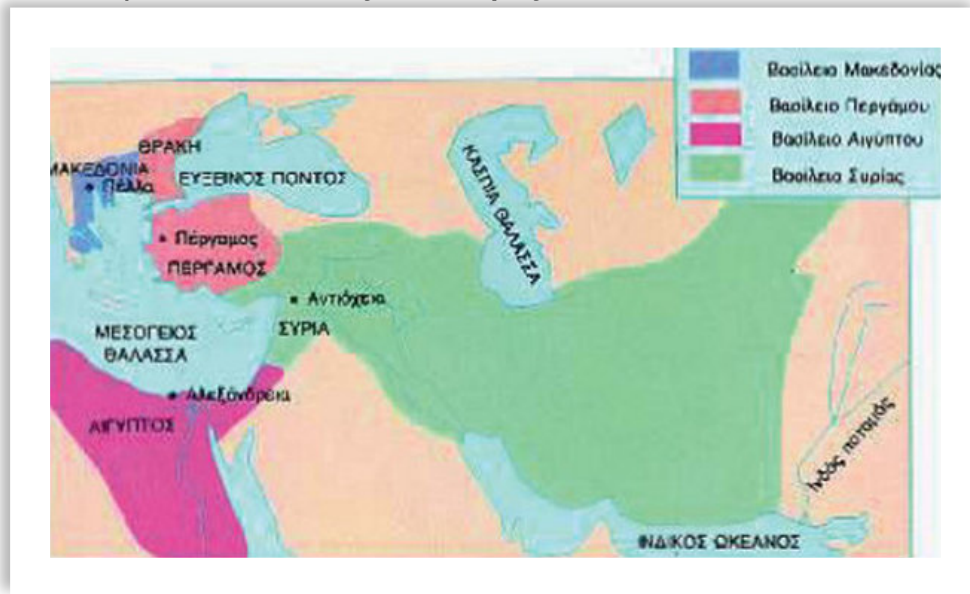 Βασίλειο Μακεδονίας
Βασίλειο Περγάμου
Βασίλειο Αιγύπτου
Βασίλειο Συρίας
ΘΡΑΚΗ
ΜΑΚΕΔΟΝΙΑ
Πέλλα
ΕΥΞΕΙΝΟΣ ΠΟΝΤΟΣ
ΚΑΣΠΙΑ ΘΑΛΑΣΣΑ
Πέργαμος
ΠΕΡΓΑΜΟΣ
Αντιόχεια
ΣΥΡΙΑ
ΜΕΣΟΓΕΙΟΣ
ΘΑΛΑΣΣΑ
Αλεξάνδρεια
ΑΙΓΥΠΤΟΣ
Ινδός ποταμός
ΙΝΔΙΚΟΣ ΩΚΕΑΝΟΣ